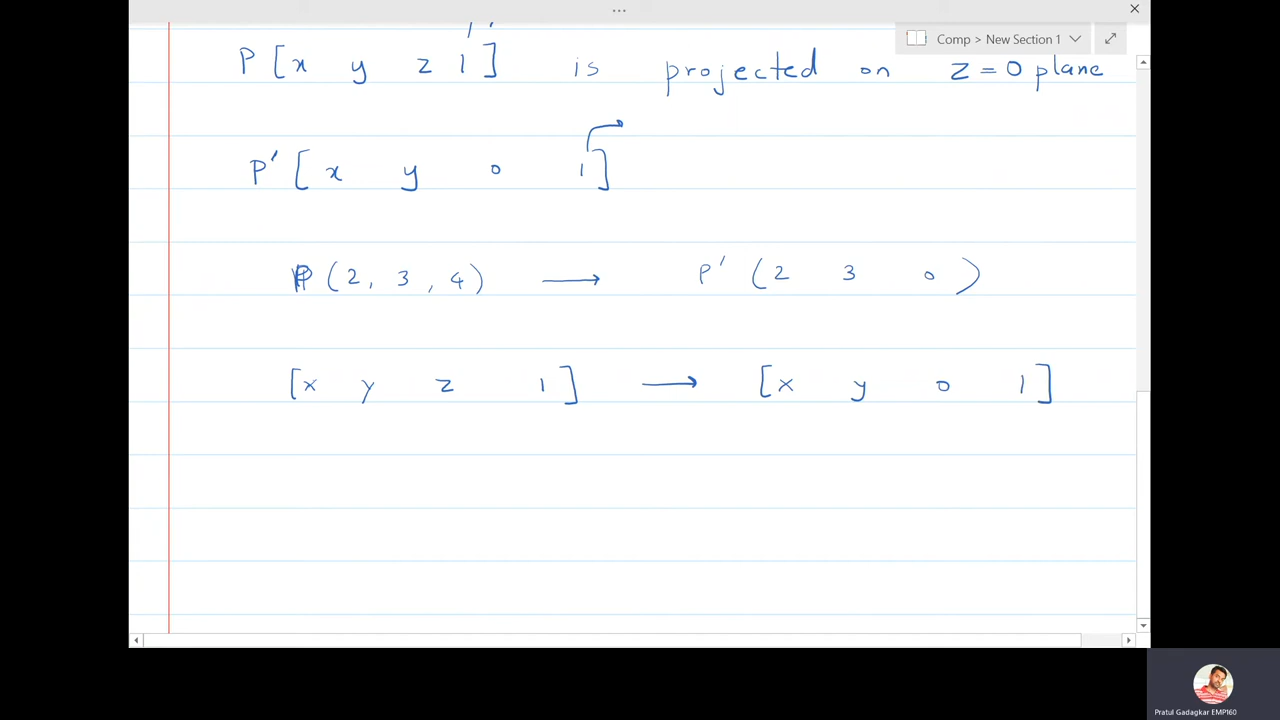 Comp > New Section 1
P [x y z 1] is projected on z = 0 plane
P' [x y 0 1]
P (2, 3, 4) → P' (2 3 0)
[x y z 1] → [x y 0 1]
Pratul Gadagkar EMP160